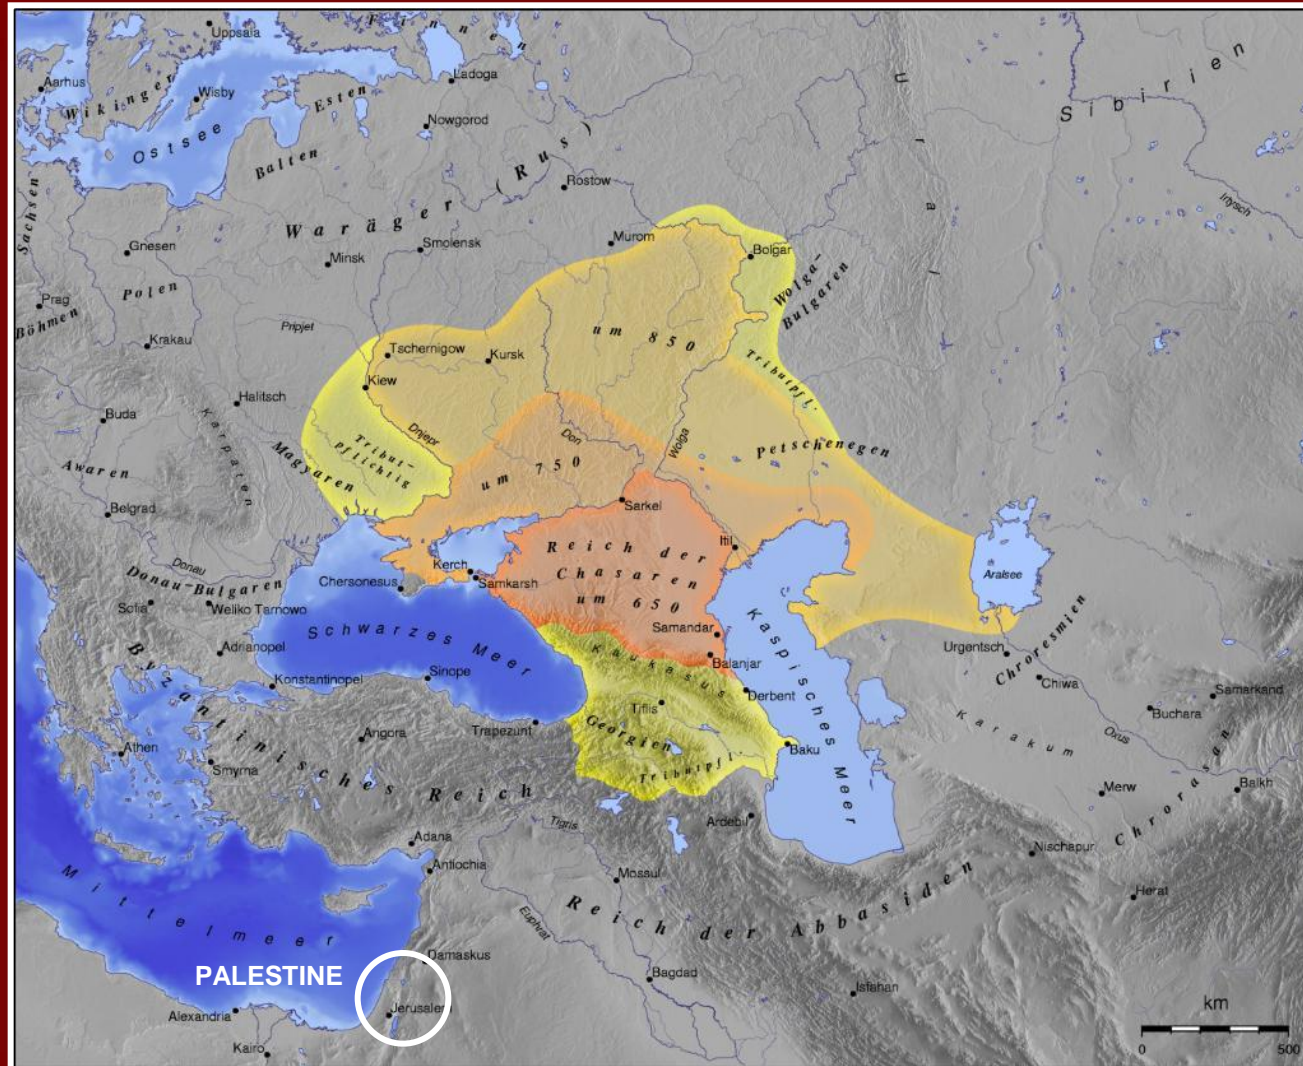 Uppsala
Finnen
Ladoga
Aarhus
Wikinger
Wisby
Esten
Ostsee
Nowgorod
Balten
Sachsen
Waräger (Rus)
Rostow
Ural
Sibirien
Irtysch
Gnesen
Minsk
Smolensk
Murom
Bolgar
Wolga-
Bulgaren
Polen
Prag
Böhmen
Krakau
Pripjet
Tschernigow
Kursk
um 850
Tributpfl.
Kiew
Halitsch
Buda
Karpaten
Dnjepr
Don
Wolga
Tribut-
pflichtig
Magyaren
Petschenegen
um 750
Awaren
Belgrad
Sarkel
Itil
Reich der
Chasaren
um 650
Aralsee
Kerch
Samkarsh
Chersonesus
Donau
Donau-Bulgaren
Sofia
Weliko Tarnowo
Schwarzes Meer
Samandar
Balanjar
Kaspisches Meer
Urgentsch
Chroresmien
Adrianopel
Konstantinopel
Sinope
Kaukasus
Derbent
Chiwa
Samarkand
Buchara
Tiflis
Georgien
Tributpfl.
Trapezunt
Angora
Baku
Karakum
Oxus
Athen
Smyrna
Byzantinisches Reich
Merw
Balkh
Chrorasan
Ardebil
Nischapur
Adana
Tigris
Antiochia
Mossul
Herat
Mittelmeer
Euphrat
Reich der Abbasiden
Damaskus
PALESTINE
Bagdad
Isfahan
Jerusalem
Alexandria
Kairo
km
0 500